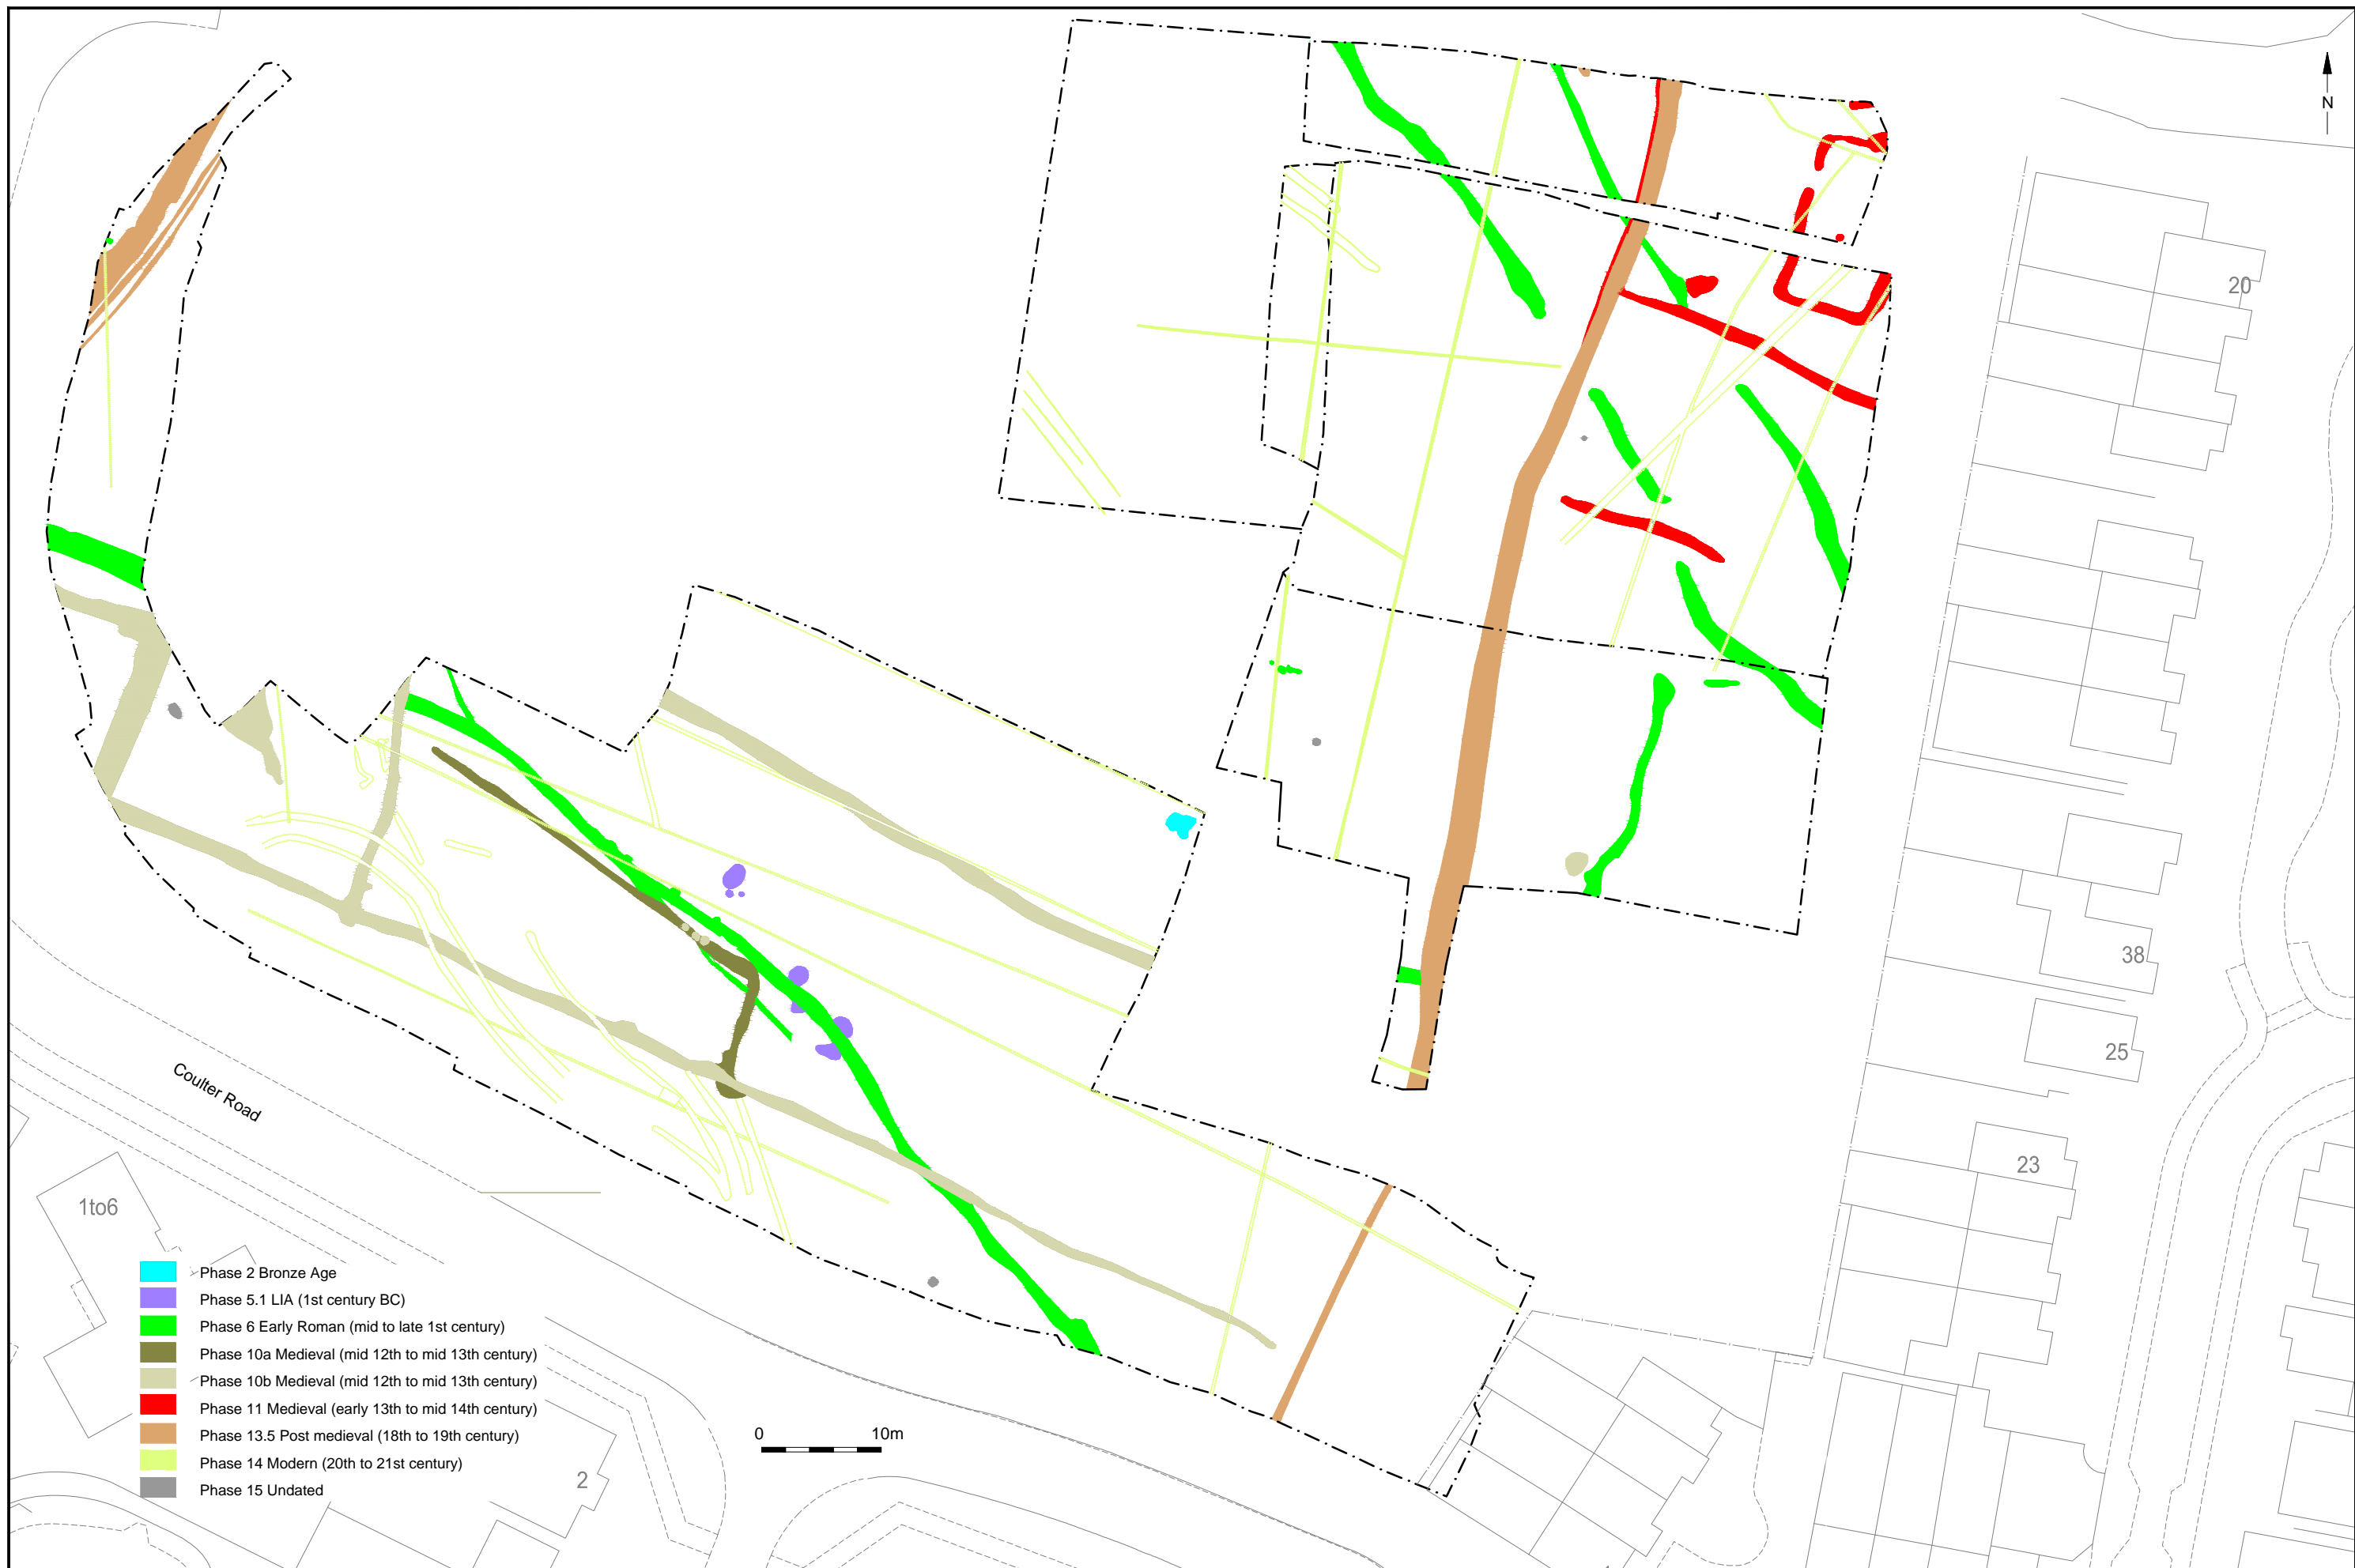 N
20
38
25
23
Coulter Road
1to6
2
Phase 2 Bronze Age
Phase 5.1 LIA (1st century BC)
Phase 6 Early Roman (mid to late 1st century)
Phase 10a Medieval (mid 12th to mid 13th century)
Phase 10b Medieval (mid 12th to mid 13th century)
Phase 11 Medieval (early 13th to mid 14th century)
Phase 13.5 Post medieval (18th to 19th century)
Phase 14 Modern (20th to 21st century)
Phase 15 Undated
0 10m